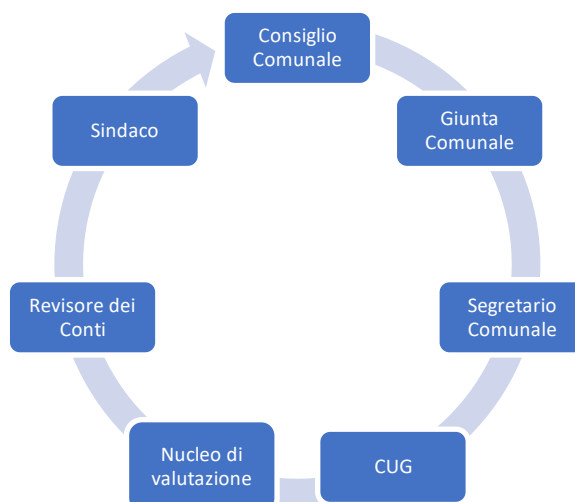 Consiglio
Comunale
Giunta
Comunale
Segretario
Comunale
CUG
Nucleo di
valutazione
Revisore dei
Conti
Sindaco